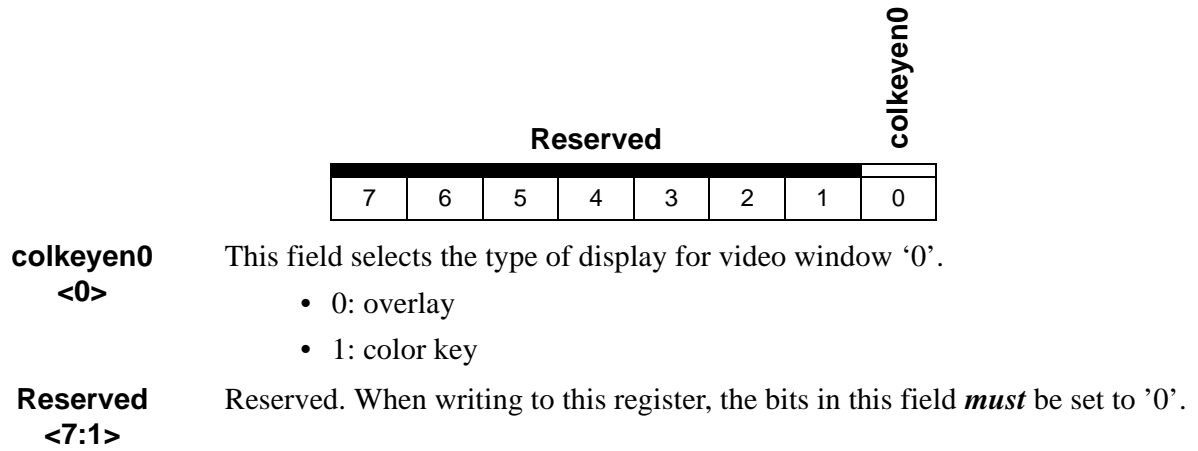 colkeyen0
Reserved
7 6 5 4 3 2 1 0
colkeyen0 This field selects the type of display for video window ‘0’.
<0>
• 0: overlay
• 1: color key
Reserved Reserved. When writing to this register, the bits in this field must be set to ’0’.
<7:1>